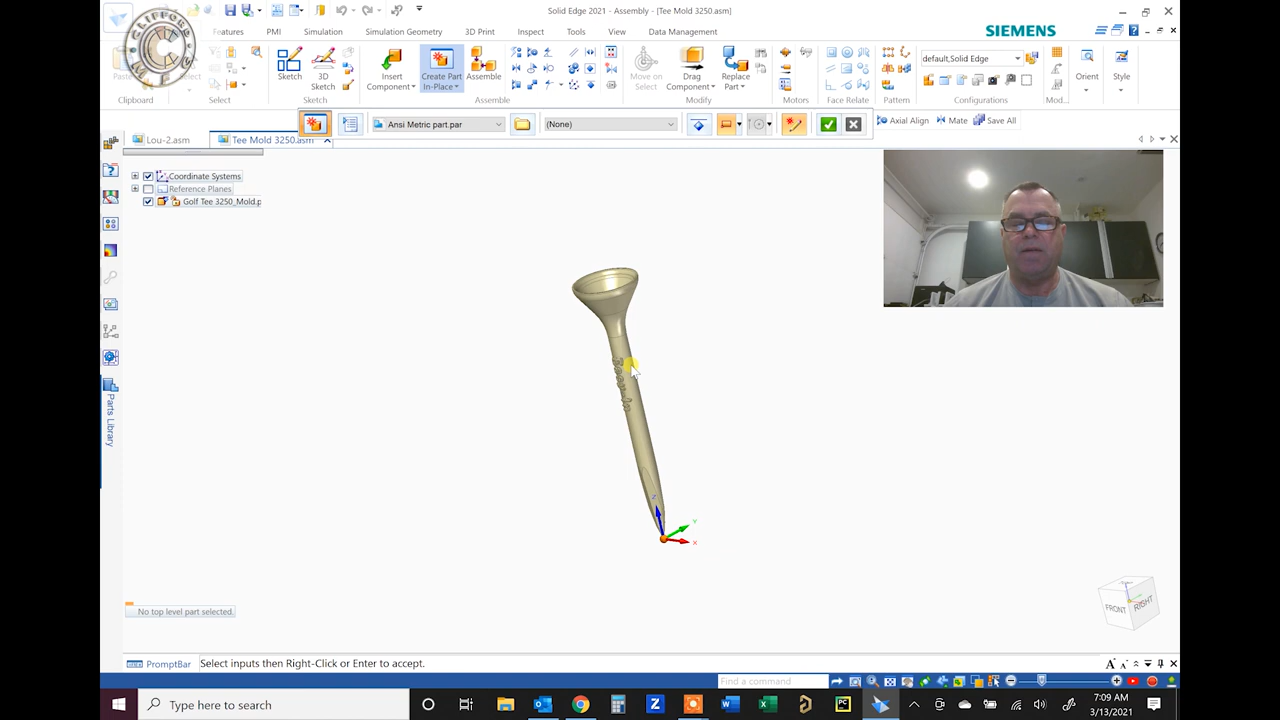 Solid Edge 2021 - Assembly - [Tee Mold 3250.asm]
CLIFFORD
Features PMI Simulation Simulation Geometry 3D Print Inspect Tools View Data Management
SIEMENS
Paste
Select
Sketch
3D Sketch
Insert Component
Create Part In-Place
Assemble
Move on Select
Drag Component
Replace Part
default,Solid Edge
Orient
Style
Clipboard Select Sketch Assemble Modify Motors Face Relate Pattern Configurations Mod...
Ansi Metric part.par (None) Axial Align Mate Save All
Lou-2.asm Tee Mold 3250.asm
Coordinate Systems
Reference Planes
Golf Tee 3250_Mold.p
Parts Library
Z
Y
X
FRONT RIGHT
No top level part selected.
PromptBar Select inputs then Right-Click or Enter to accept.
Find a command
Type here to search
7:09 AM
3/13/2021